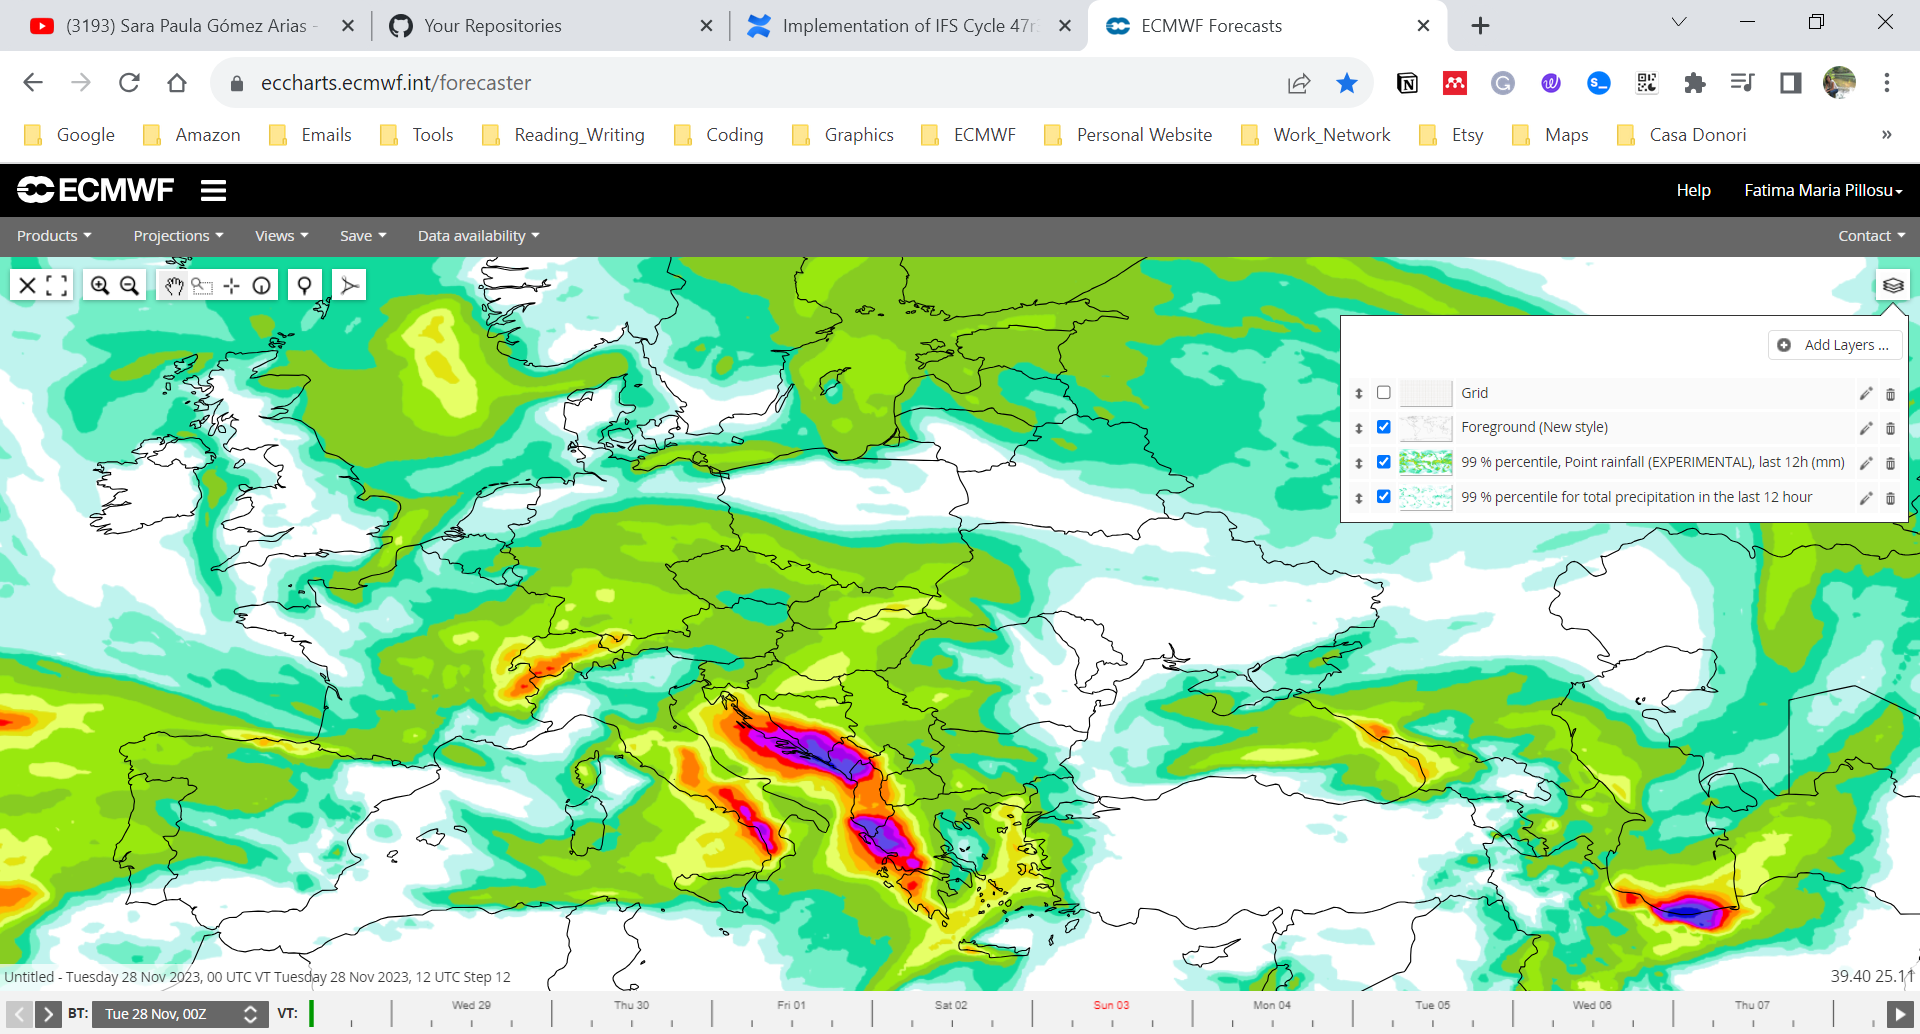 (3193) Sara Paula Gómez Arias -
Your Repositories
Implementation of IFS Cycle 47r
ECMWF Forecasts
eccharts.ecmwf.int/forecaster
Google
Amazon
Emails
Tools
Reading_Writing
Coding
Graphics
ECMWF
Personal Website
Work_Network
Etsy
Maps
Casa Donori
»
ECMWF
Help
Fatima Maria Pillosu
Products
Projections
Views
Save
Data availability
Contact
Add Layers ...
Grid
Foreground (New style)
99 % percentile, Point rainfall (EXPERIMENTAL), last 12h (mm)
99 % percentile for total precipitation in the last 12 hour
Untitled - Tuesday 28 Nov 2023, 00 UTC VT Tuesday 28 Nov 2023, 12 UTC Step 12
39.40 25.11
BT:
Tue 28 Nov, 00Z
VT:
Wed 29
Thu 30
Fri 01
Sat 02
Sun 03
Mon 04
Tue 05
Wed 06
Thu 07